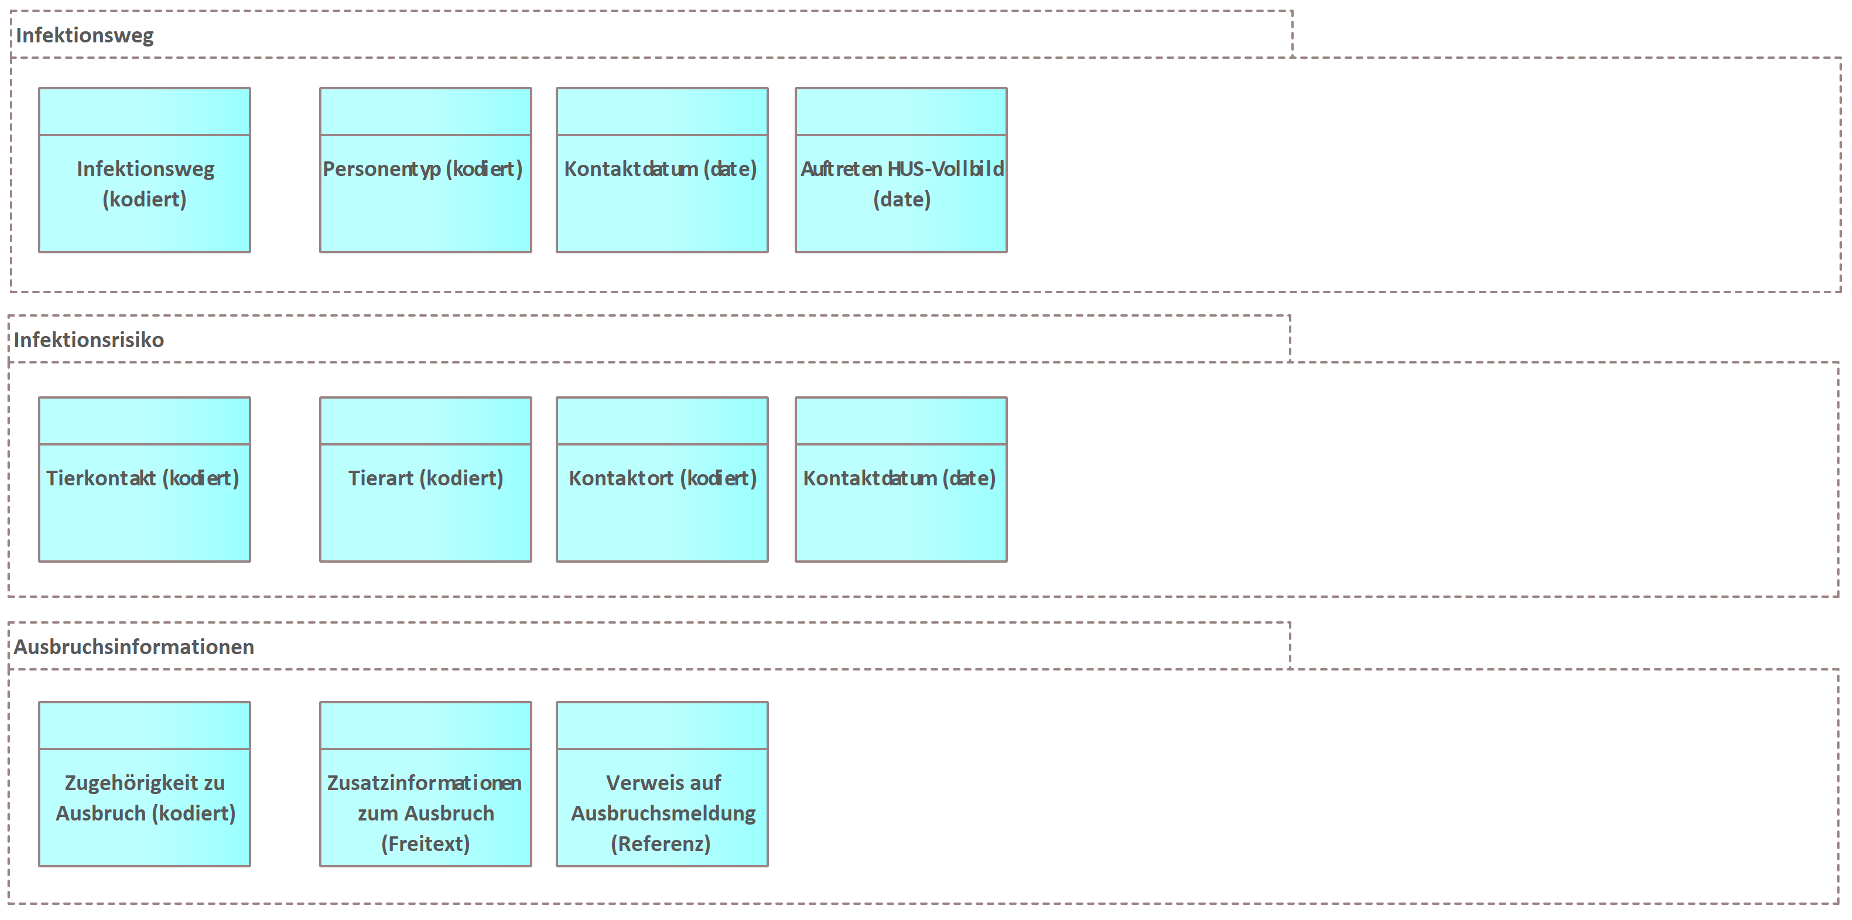 Infektionsweg
Infektionsweg
(kodiert)
Personentyp (kodiert)
Kontaktdatum (date)
Auftreten HUS-Vollbild
(date)
Infektionsrisiko
Tierkontakt (kodiert)
Tierart (kodiert)
Kontaktort (kodiert)
Kontaktdatum (date)
Ausbruchsinformationen
Zugehörigkeit zu
Ausbruch (kodiert)
Zusatzinformationen
zum Ausbruch
(Freitext)
Verweis auf
Ausbruchsmeldung
(Referenz)